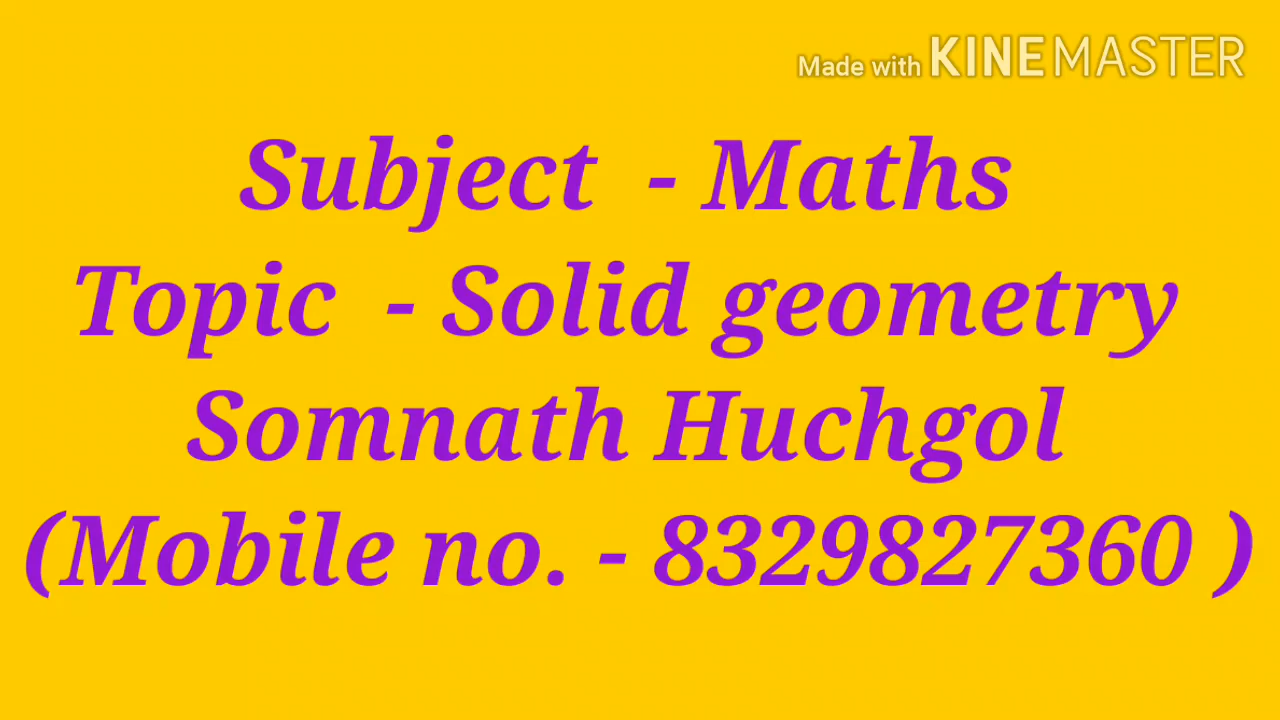 Made with KINEMASTER
Subject - Maths
Topic - Solid geometry
Somnath Huchgol
(Mobile no. - 8329827360 )